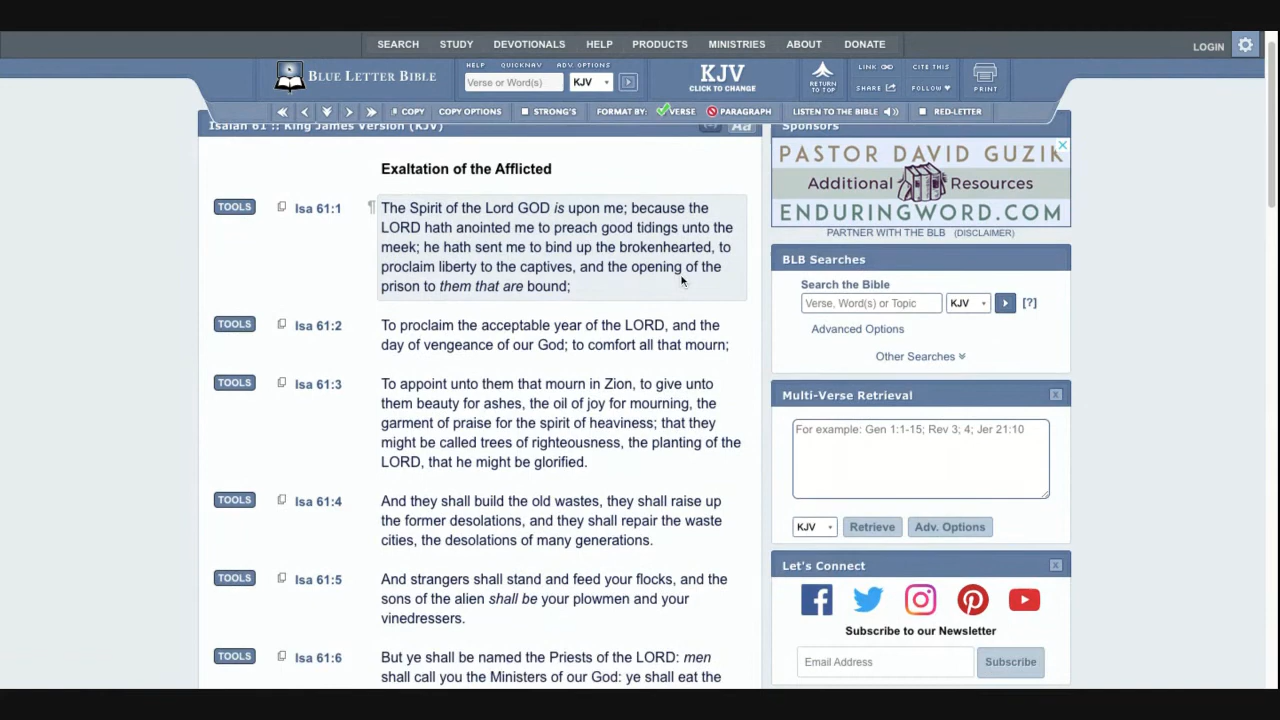 SEARCH STUDY DEVOTIONALS HELP PRODUCTS MINISTRIES ABOUT DONATE
LOGIN
BLUE LETTER BIBLE
HELP QUICKNAV ADV. OPTIONS
Verse or Word(s) KJV
KJV
CLICK TO CHANGE
RETURN
TO TOP
LINK CITE THIS
SHARE FOLLOW
PRINT
COPY COPY OPTIONS STRONG'S FORMAT BY: VERSE PARAGRAPH LISTEN TO THE BIBLE RED-LETTER
Isaiah 61 :: King James Version (KJV)
Aa
Exaltation of the Afflicted
TOOLS Isa 61:1 ¶ The Spirit of the Lord GOD is upon me; because the
LORD hath anointed me to preach good tidings unto the
meek; he hath sent me to bind up the brokenhearted, to
proclaim liberty to the captives, and the opening of the
prison to them that are bound;
TOOLS Isa 61:2 To proclaim the acceptable year of the LORD, and the
day of vengeance of our God; to comfort all that mourn;
TOOLS Isa 61:3 To appoint unto them that mourn in Zion, to give unto
them beauty for ashes, the oil of joy for mourning, the
garment of praise for the spirit of heaviness; that they
might be called trees of righteousness, the planting of the
LORD, that he might be glorified.
TOOLS Isa 61:4 And they shall build the old wastes, they shall raise up
the former desolations, and they shall repair the waste
cities, the desolations of many generations.
TOOLS Isa 61:5 And strangers shall stand and feed your flocks, and the
sons of the alien shall be your plowmen and your
vinedressers.
TOOLS Isa 61:6 But ye shall be named the Priests of the LORD: men
shall call you the Ministers of our God: ye shall eat the
Sponsors
PASTOR DAVID GUZIK
Additional Resources
ENDURINGWORD.COM
PARTNER WITH THE BLB (DISCLAIMER)
BLB Searches
Search the Bible
Verse, Word(s) or Topic KJV [?]
Advanced Options
Other Searches
Multi-Verse Retrieval
For example: Gen 1:1-15; Rev 3; 4; Jer 21:10
KJV Retrieve Adv. Options
Let's Connect
Subscribe to our Newsletter
Email Address Subscribe